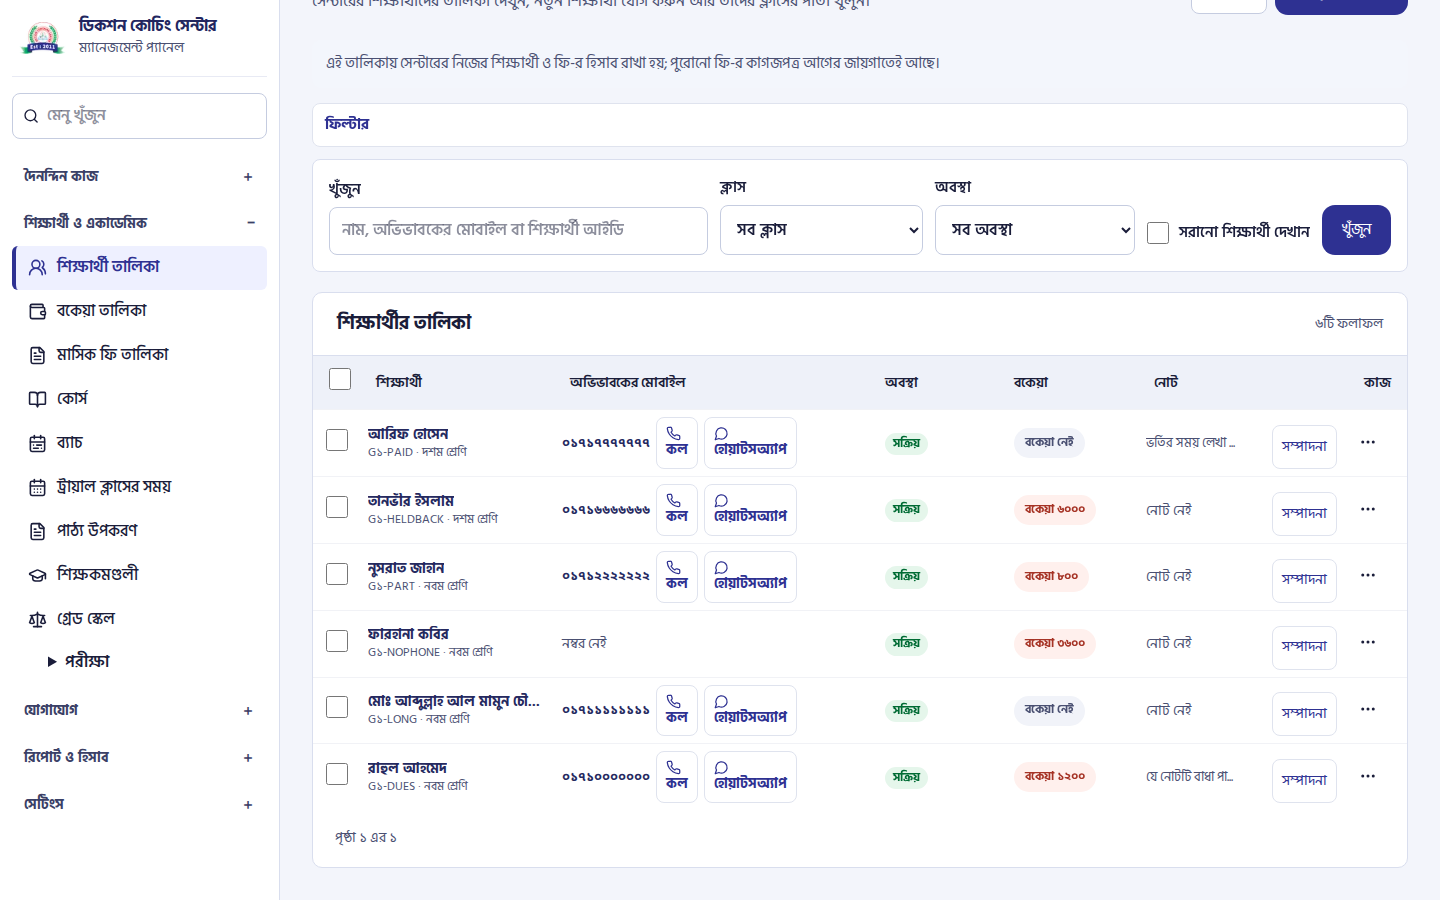 ডিকশন কোচিং সেন্টার
ম্যানেজমেন্ট প্যানেল
Est : 2011
মেনু খুঁজুন
দৈনন্দিন কাজ +
শিক্ষার্থী ও একাডেমিক −
শিক্ষার্থী তালিকা
বকেয়া তালিকা
মাসিক ফি তালিকা
কোর্স
ব্যাচ
ট্রায়াল ক্লাসের সময়
পাঠ্য উপকরণ
শিক্ষকমণ্ডলী
গ্রেড স্কেল
পরীক্ষা
যোগাযোগ +
রিপোর্ট ও হিসাব +
সেটিংস +
সেন্টারের শিক্ষার্থীদের তালিকা দেখুন, নতুন শিক্ষার্থী যোগ করুন আর তাদের ক্লাসের পাতা খুলুন।
এই তালিকায় সেন্টারের নিজের শিক্ষার্থী ও ফি-র হিসাব রাখা হয়; পুরোনো ফি-র কাগজপত্র আগের জায়গাতেই আছে।
ফিল্টার
খুঁজুন ক্লাস অবস্থা
নাম, অভিভাবকের মোবাইল বা শিক্ষার্থী আইডি সব ক্লাস সব অবস্থা সরানো শিক্ষার্থী দেখান খুঁজুন
শিক্ষার্থীর তালিকা ৬টি ফলাফল
শিক্ষার্থী অভিভাবকের মোবাইল অবস্থা বকেয়া নোট কাজ
আরিফ হোসেন
G১-PAID · দশম শ্রেণি
০১৭১৭৭৭৭৭৭৭ কল হোয়াটসঅ্যাপ সক্রিয় বকেয়া নেই ভর্তির সময় লেখা ... সম্পাদনা ...
তানভীর ইসলাম
G১-HELDBACK · দশম শ্রেণি
০১৭১৬৬৬৬৬৬৬ কল হোয়াটসঅ্যাপ সক্রিয় বকেয়া ৬০০০ নোট নেই সম্পাদনা ...
নুসরাত জাহান
G১-PART · নবম শ্রেণি
০১৭১২২২২২২২ কল হোয়াটসঅ্যাপ সক্রিয় বকেয়া ৮০০ নোট নেই সম্পাদনা ...
ফারহানা কবির
G১-NOPHONE · নবম শ্রেণি
নম্বর নেই সক্রিয় বকেয়া ৩৬০০ নোট নেই সম্পাদনা ...
মোঃ আব্দুল্লাহ আল মামুন চৌ...
G১-LONG · নবম শ্রেণি
০১৭১১১১১১১১ কল হোয়াটসঅ্যাপ সক্রিয় বকেয়া নেই নোট নেই সম্পাদনা ...
রাহুল আহমেদ
G১-DUES · নবম শ্রেণি
০১৭১০০০০০০০ কল হোয়াটসঅ্যাপ সক্রিয় বকেয়া ১২০০ যে নোটটি বাধা পা... সম্পাদনা ...
পৃষ্ঠা ১ এর ১